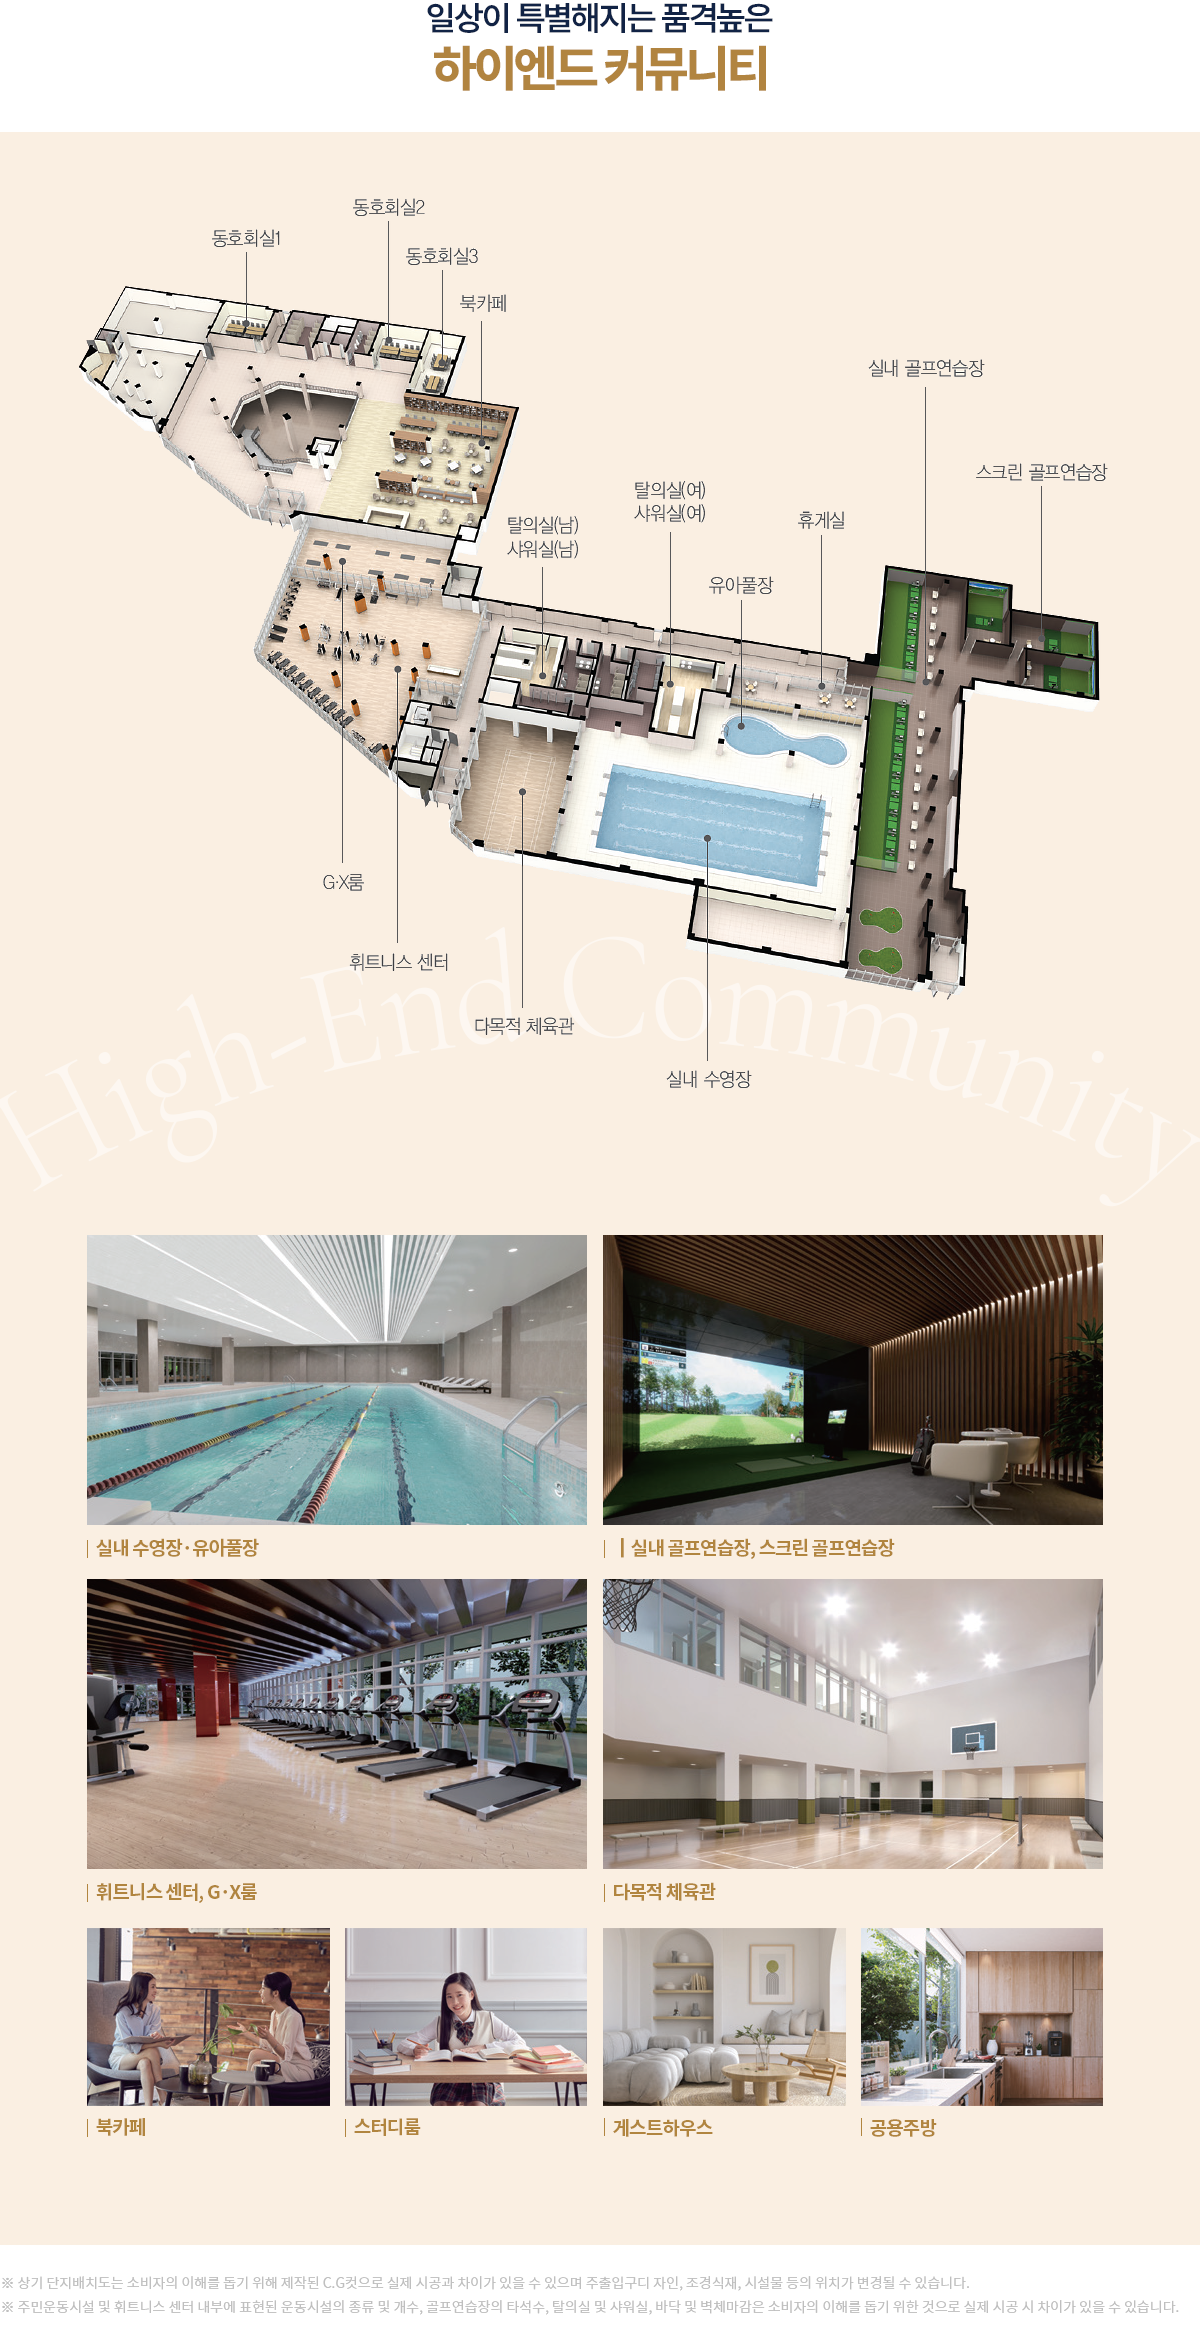 일상이 특별해지는 품격높은
하이엔드 커뮤니티
동호회실2
동호회실1
동호회실3
북카페
실내 골프연습장
스크린 골프연습장
탈의실(여)
샤워실(여)
휴게실
탈의실(남)
샤워실(남)
유아풀장
G·X룸
휘트니스 센터
다목적 체육관
실내 수영장
High-End Community
실내 수영장·유아풀장
┃실내 골프연습장, 스크린 골프연습장
휘트니스 센터, G·X룸
다목적 체육관
북카페
스터디룸
게스트하우스
공용주방
※ 상기 단지배치도는 소비자의 이해를 돕기 위해 제작된 C.G컷으로 실제 시공과 차이가 있을 수 있으며 주출입구디 자인, 조경식재, 시설물 등의 위치가 변경될 수 있습니다.
※ 주민운동시설 및 휘트니스 센터 내부에 표현된 운동시설의 종류 및 개수, 골프연습장의 타석수, 탈의실 및 샤워실, 바닥 및 벽체마감은 소비자의 이해를 돕기 위한 것으로 실제 시공 시 차이가 있을 수 있습니다.